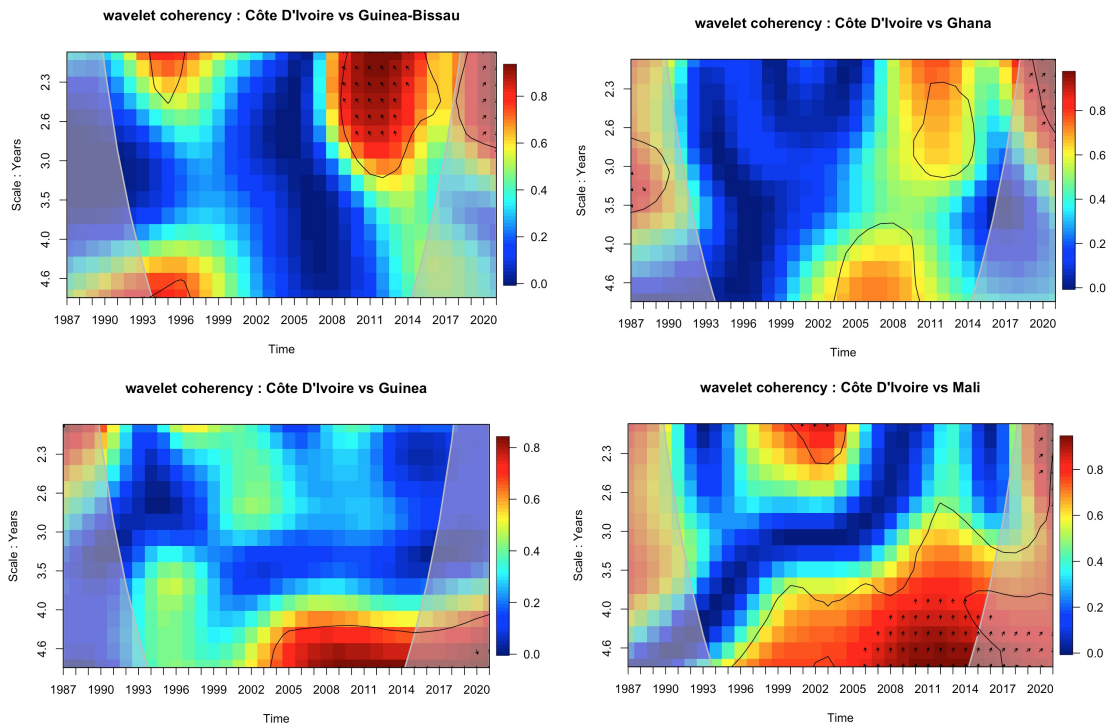 wavelet coherency : Côte D'Ivoire vs Guinea-Bissau
Scale : Years
2.3
2.6
3.0
3.5
4.0
4.6
0.8
0.6
0.4
0.2
0.0
1987 1990 1993 1996 1999 2002 2005 2008 2011 2014 2017 2020
Time
wavelet coherency : Côte D'Ivoire vs Ghana
Scale : Years
2.3
2.6
3.0
3.5
4.0
4.6
0.8
0.6
0.4
0.2
0.0
1987 1990 1993 1996 1999 2002 2005 2008 2011 2014 2017 2020
Time
wavelet coherency : Côte D'Ivoire vs Guinea
Scale : Years
2.3
2.6
3.0
3.5
4.0
4.6
0.8
0.6
0.4
0.2
0.0
1987 1990 1993 1996 1999 2002 2005 2008 2011 2014 2017 2020
Time
wavelet coherency : Côte D'Ivoire vs Mali
Scale : Years
2.3
2.6
3.0
3.5
4.0
4.6
0.8
0.6
0.4
0.2
0.0
1987 1990 1993 1996 1999 2002 2005 2008 2011 2014 2017 2020
Time